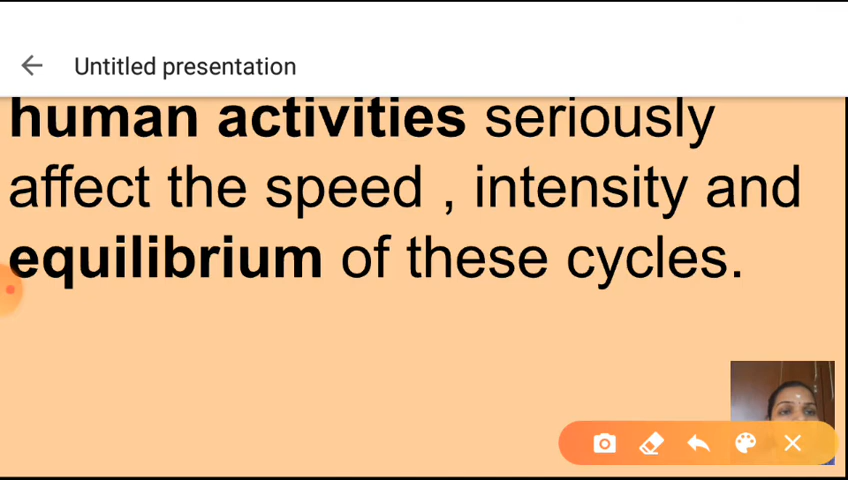 Untitled presentation
human activities seriously
affect the speed , intensity and
equilibrium of these cycles.